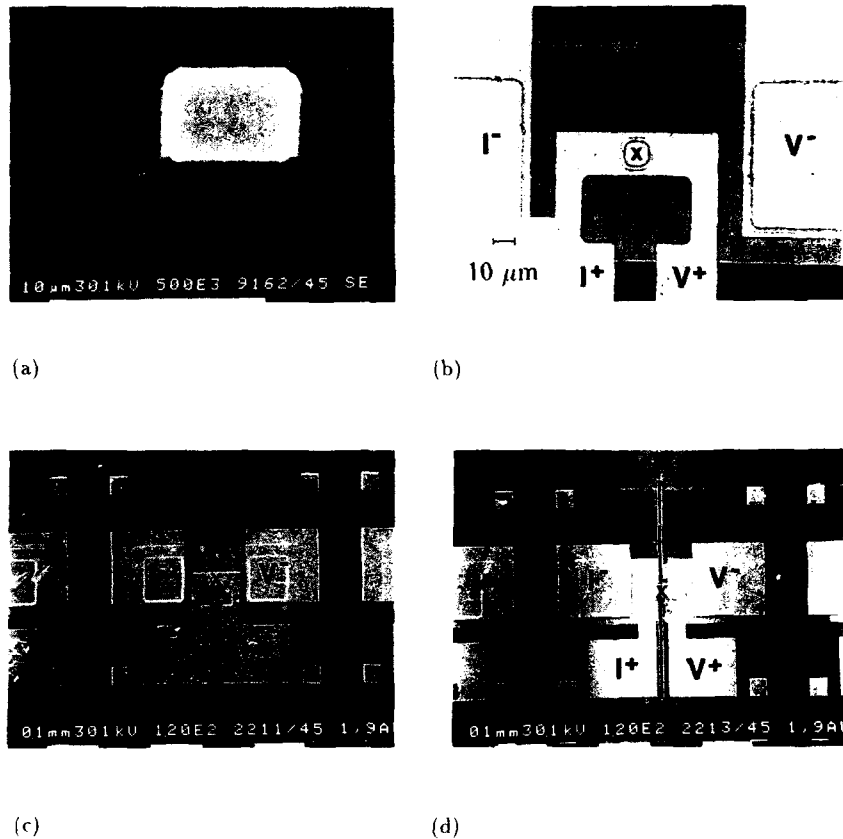 10µm301kV 500E3 9162/45 SE
(a)
I⁻
X
V⁻
10 µm
I⁺
V⁺
(b)
V
01mm301kV 120E2 2211/45 1,9A
(c)
V⁻
X
I⁺
V⁺
01mm301kV 120E2 2213/45 1,9A
(d)